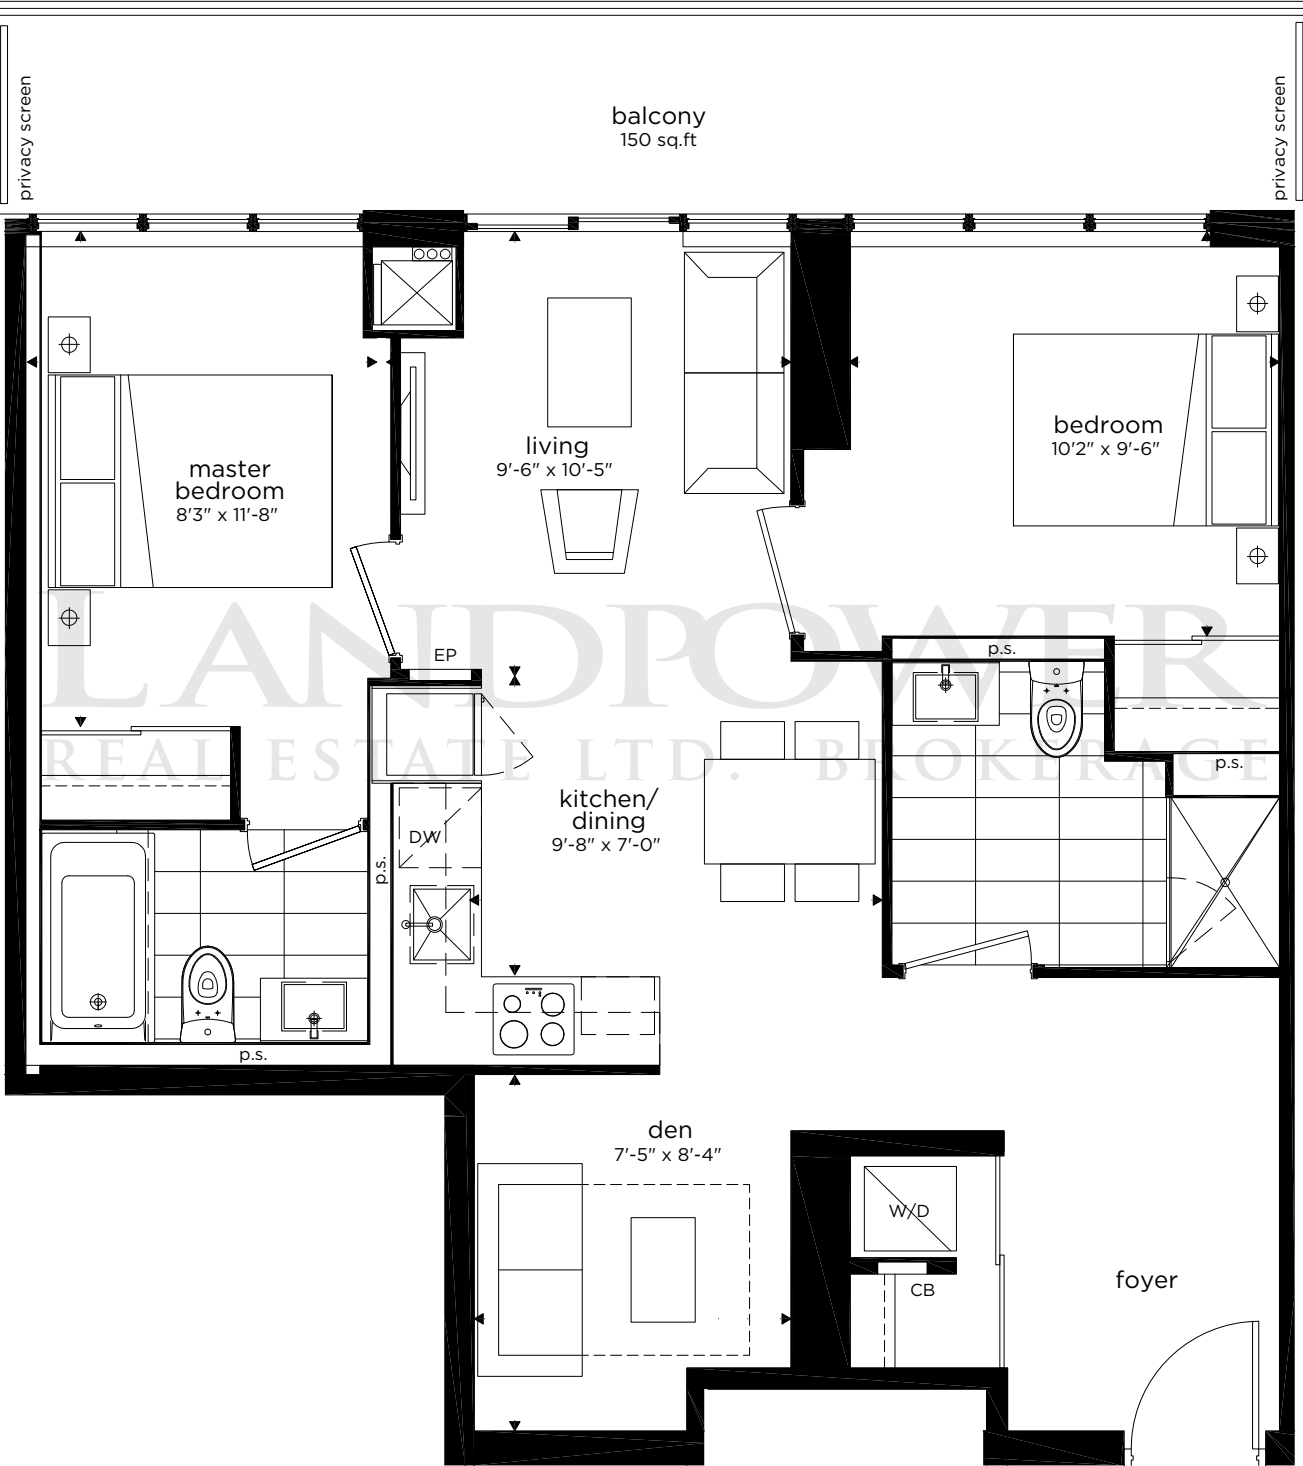 privacy screen
balcony
150 sq.ft
privacy screen
living
9'-6" x 10'-5"
bedroom
10'2" x 9'-6"
master
bedroom
8'3" x 11'-8"
LANDPOWER
REAL ESTATE LTD. BROKERAGE
EP
p.s.
p.s.
kitchen/
dining
9'-8" x 7'-0"
DW
p.s.
p.s.
den
7'-5" x 8'-4"
W/D
CB
foyer